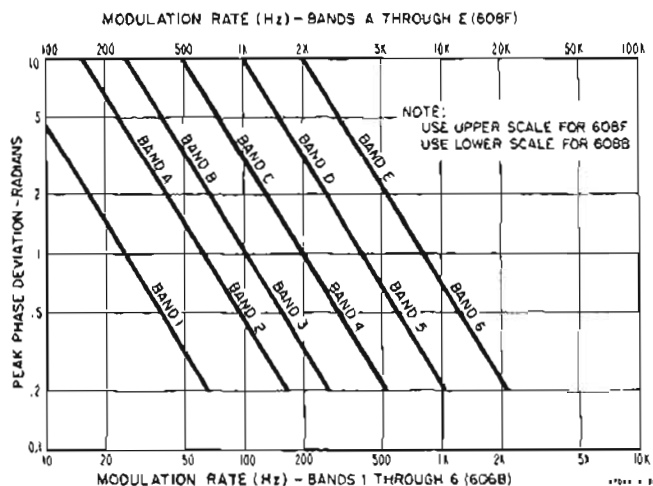 MODULATION RATE (Hz) - BANDS A THROUGH E (608F)
100 200 500 1K 2K 5K 10K 20K 50K 100K
10
5
2
1
.5
.2
0.1
PEAK PHASE DEVIATION - RADIANS
NOTE:
USE UPPER SCALE FOR 608F
USE LOWER SCALE FOR 606B
BAND A
BAND B
BAND C
BAND D
BAND E
BAND 1
BAND 2
BAND 3
BAND 4
BAND 5
BAND 6
10 20 50 100 200 500 1K 2K 5K 10K
MODULATION RATE (Hz) - BANDS 1 THROUGH 6 (606B)